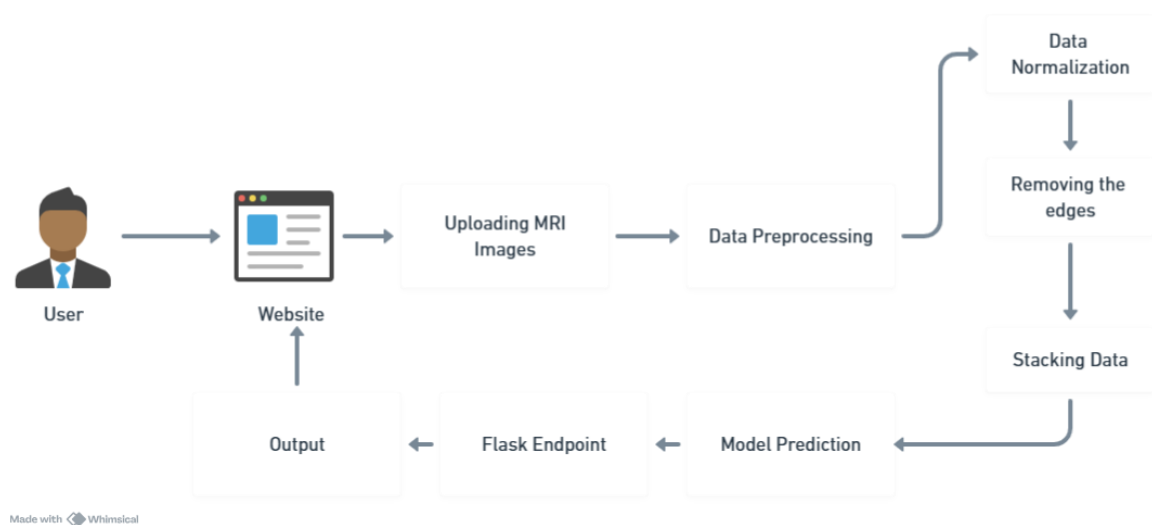 User
Website
Uploading MRI
Images
Data Preprocessing
Data
Normalization
Removing the
edges
Stacking Data
Model Prediction
Flask Endpoint
Output
Made with Whimsical